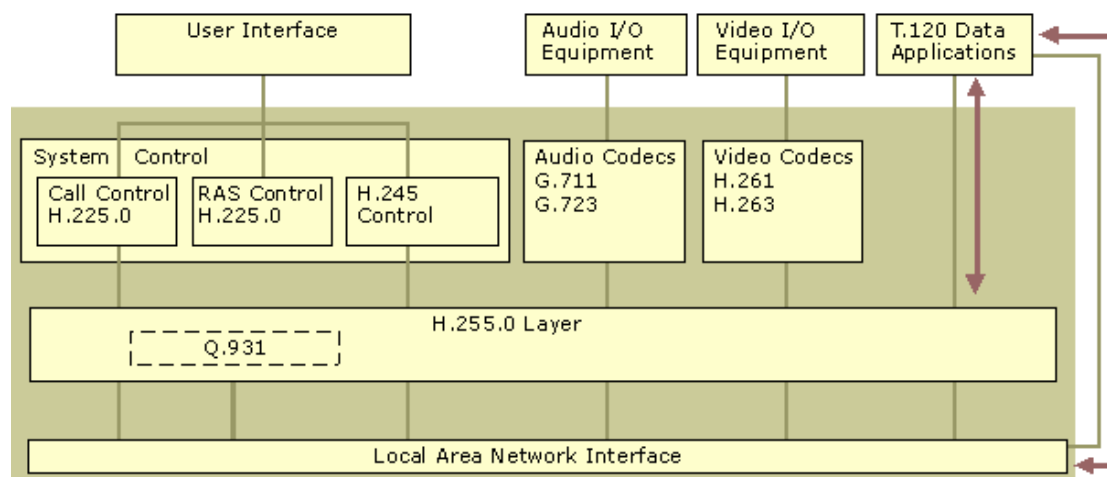 User Interface
Audio I/O
Equipment
Video I/O
Equipment
T.120 Data
Applications
System Control
Call Control
H.225.0
RAS Control
H.225.0
H.245
Control
Audio Codecs
G.711
G.723
Video Codecs
H.261
H.263
H.255.0 Layer
Q.931
Local Area Network Interface